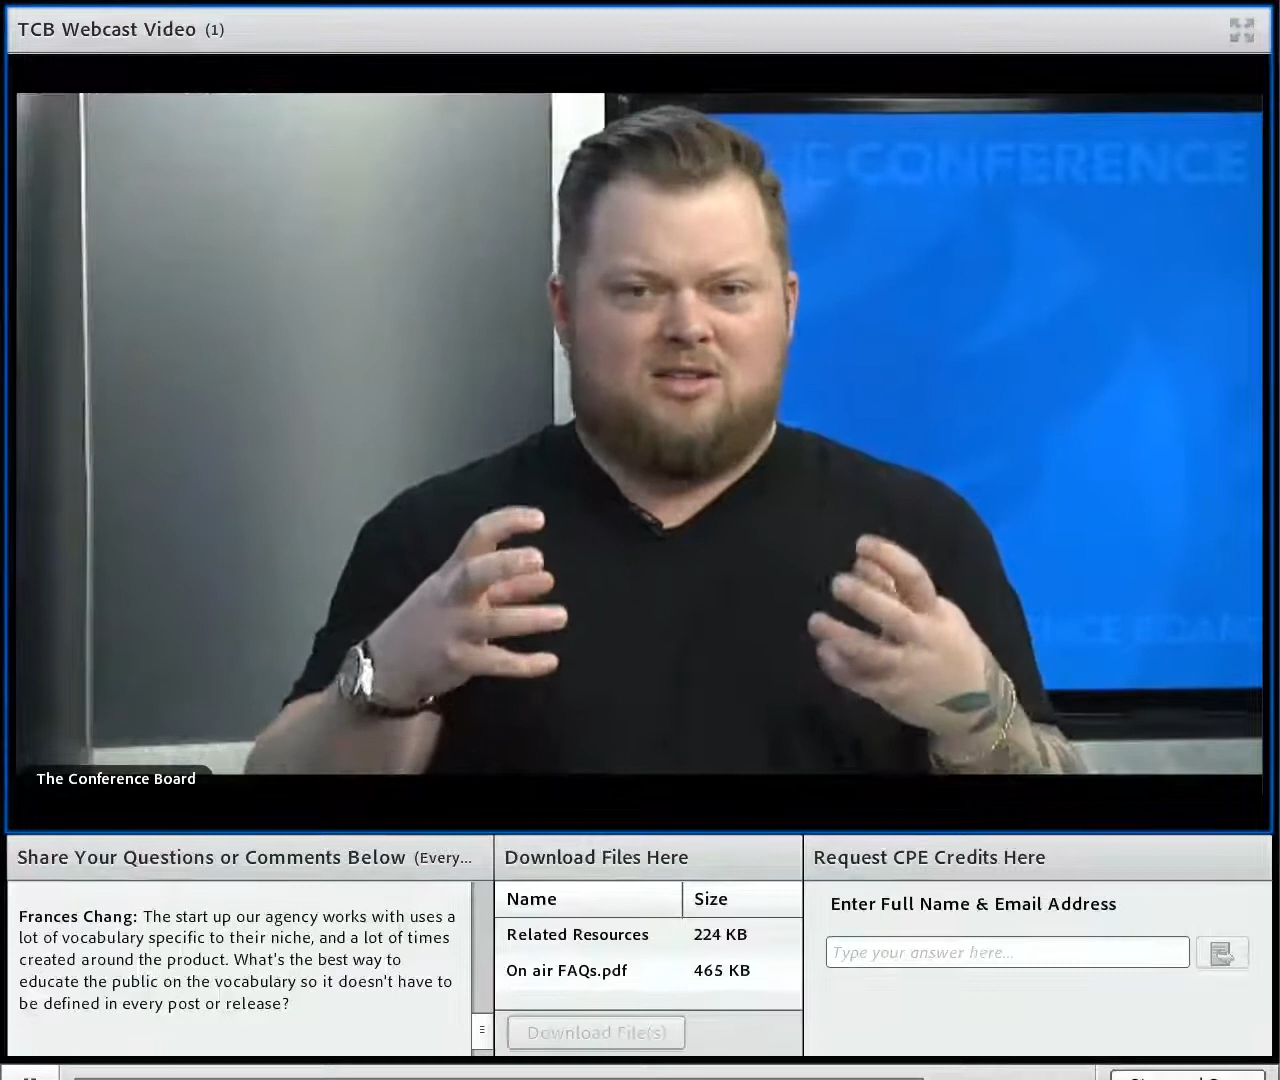 TCB Webcast Video (1)
THE CONFERENCE
The Conference Board
Share Your Questions or Comments Below (Every...
Frances Chang: The start up our agency works with uses a
lot of vocabulary specific to their niche, and a lot of times
created around the product. What's the best way to
educate the public on the vocabulary so it doesn't have to
be defined in every post or release?
Download Files Here
Name Size
Related Resources 224 KB
On air FAQs.pdf 465 KB
Download File(s)
Request CPE Credits Here
Enter Full Name & Email Address
Type your answer here...